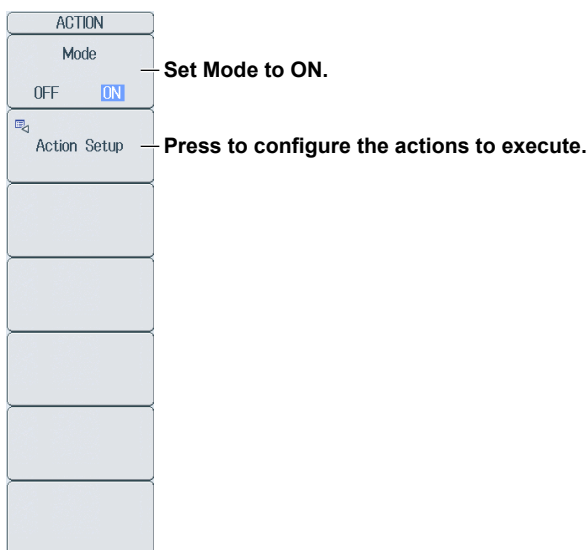 ACTION
Mode
OFF ON
Set Mode to ON.
Action Setup
Press to configure the actions to execute.